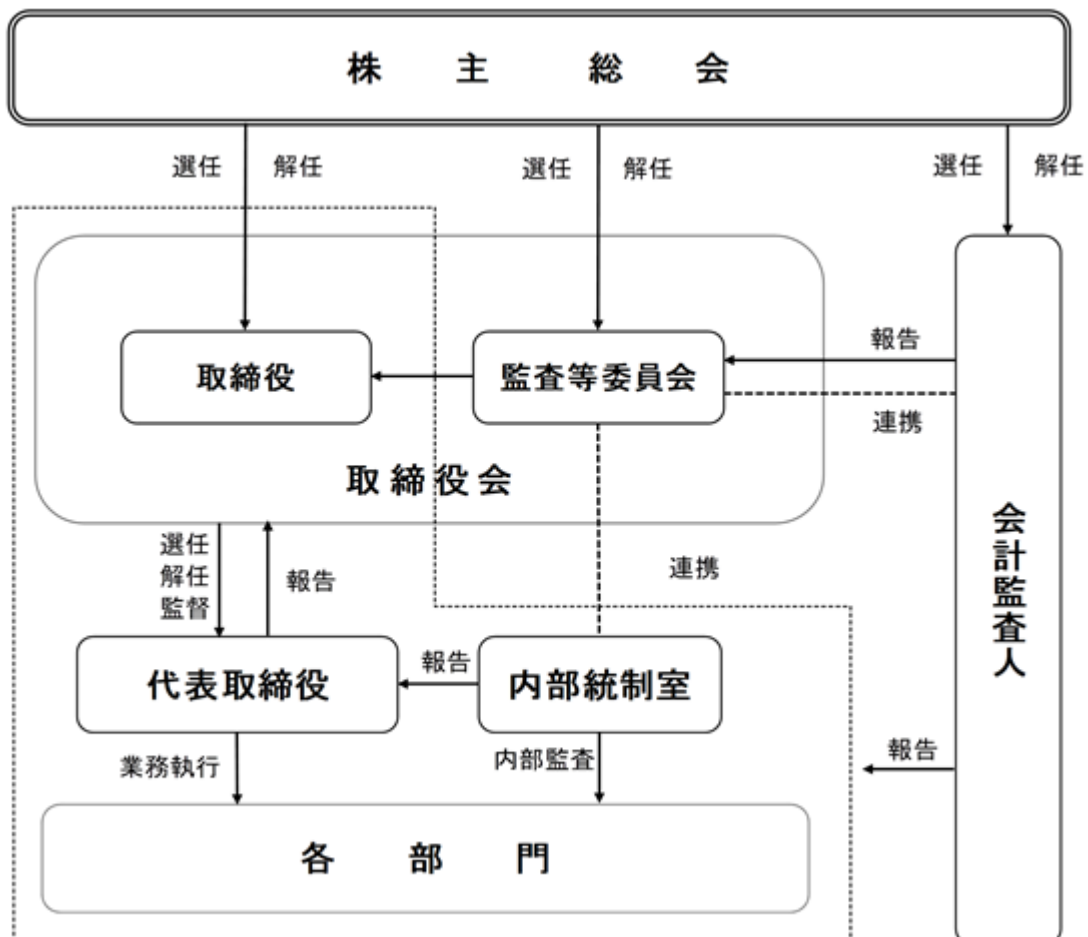 株主総会
選任 解任
選任 解任
選任 解任
取締役
監査等委員会
報告
連携
取締役会
選任
解任
監督
報告
連携
会計監査人
代表取締役
報告
内部統制室
業務執行
内部監査
報告
各部門